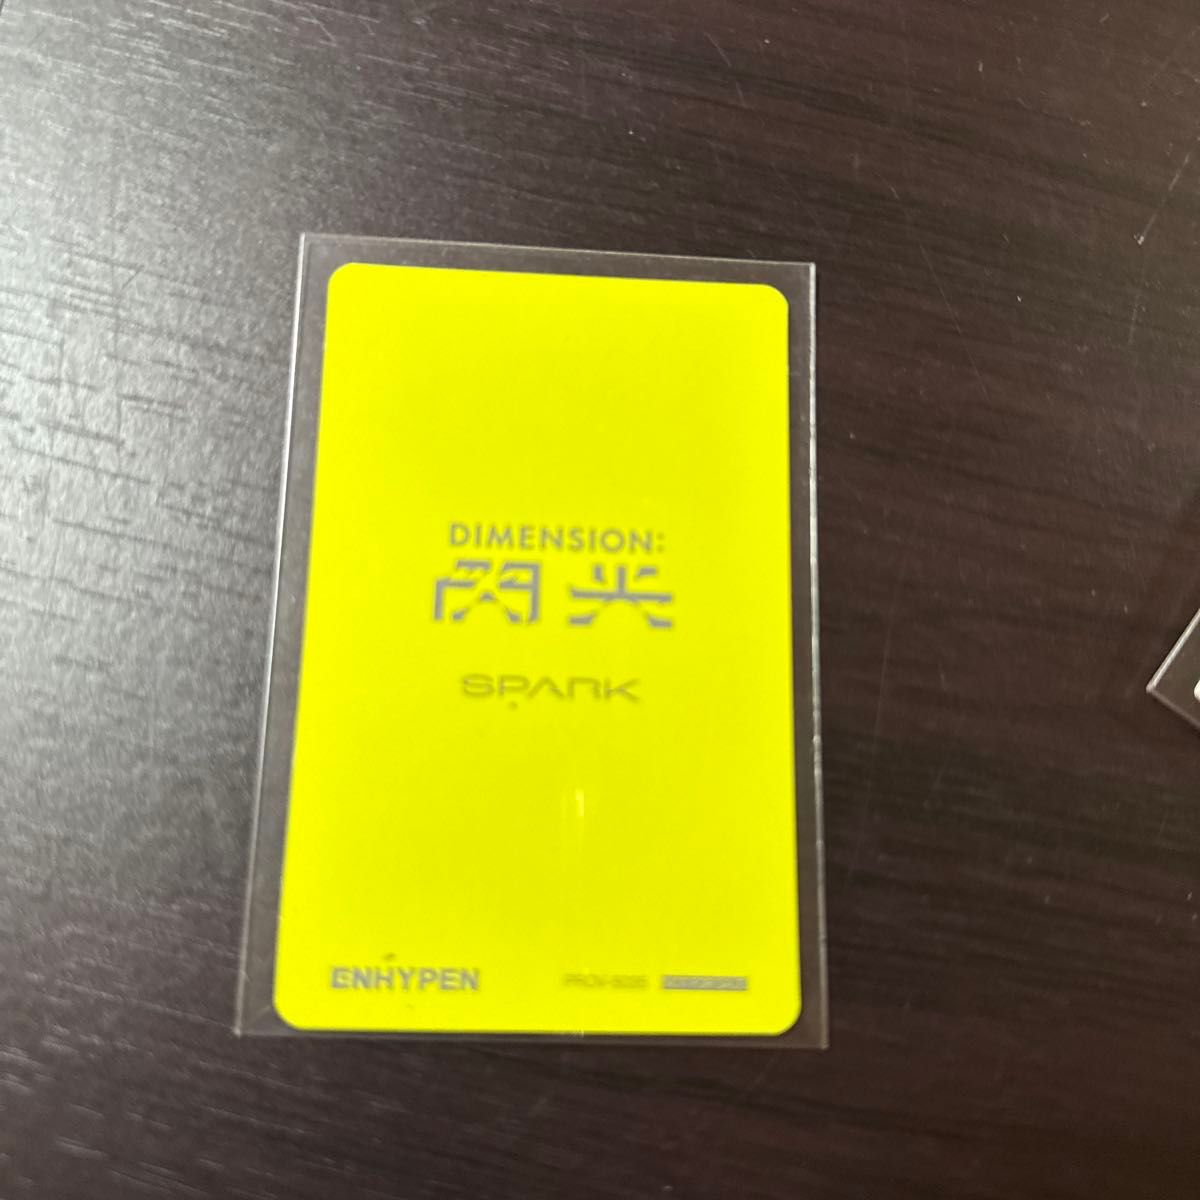 DIMENSION:
閃光
SPARK
ENHYPEN